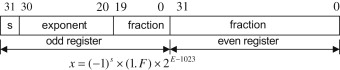 31 30 20 19 0 31 0
s exponent fraction fraction
odd register even register
x = (-1)^s × (1.F) × 2^{E-1023}